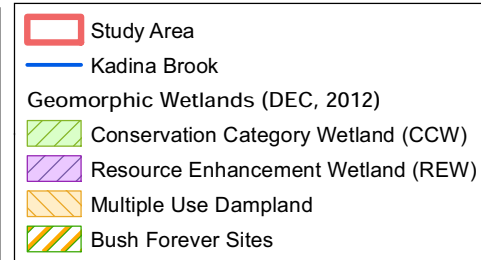 Study Area
Kadina Brook
Geomorphic Wetlands (DEC, 2012)
Conservation Category Wetland (CCW)
Resource Enhancement Wetland (REW)
Multiple Use Dampland
Bush Forever Sites